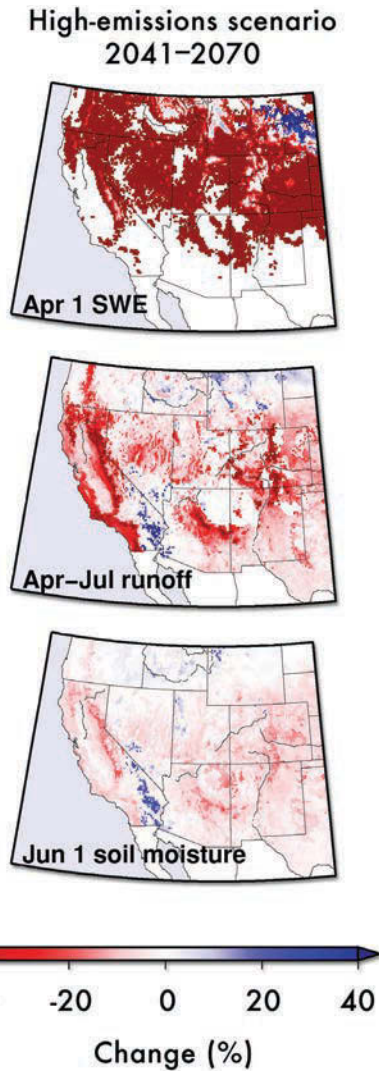 High-emissions scenario
2041–2070
Apr 1 SWE
Apr–Jul runoff
Jun 1 soil moisture
-20 0 20 40
Change (%)